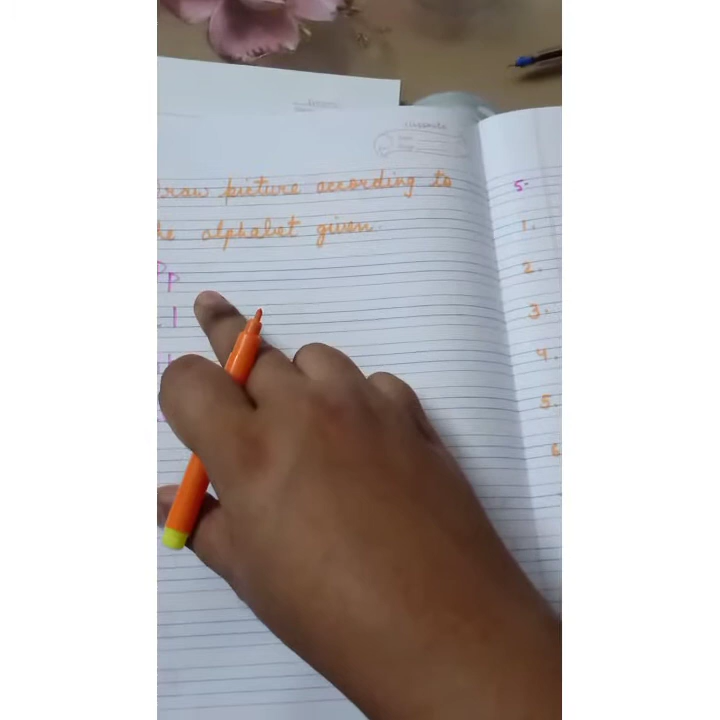 raw picture according to
he alphabet given.
Pp
l
5.
1.
2.
3.
4.
5.
6